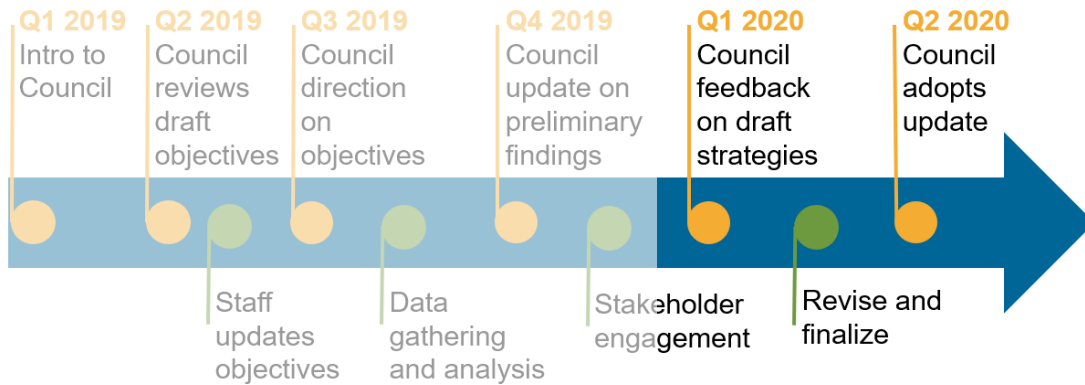 Q1 2019
Intro to
Council
Q2 2019
Council
reviews
draft
objectives
Q3 2019
Council
direction
on
objectives
Q4 2019
Council
update on
preliminary
findings
Q1 2020
Council
feedback
on draft
strategies
Q2 2020
Council
adopts
update
Staff
updates
objectives
Data
gathering
and analysis
Stakeholder
engagement
Revise and
finalize